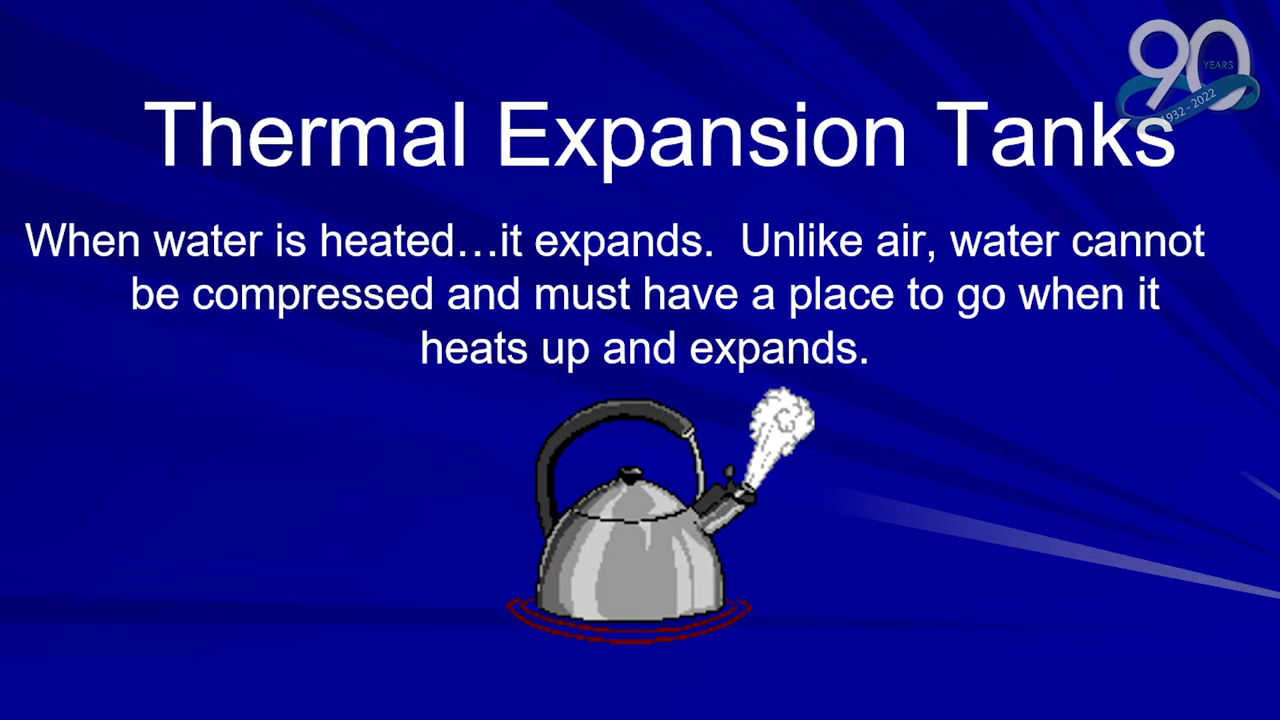 90
YEARS
1932 - 2022
Thermal Expansion Tanks
When water is heated…it expands.  Unlike air, water cannot
be compressed and must have a place to go when it
heats up and expands.